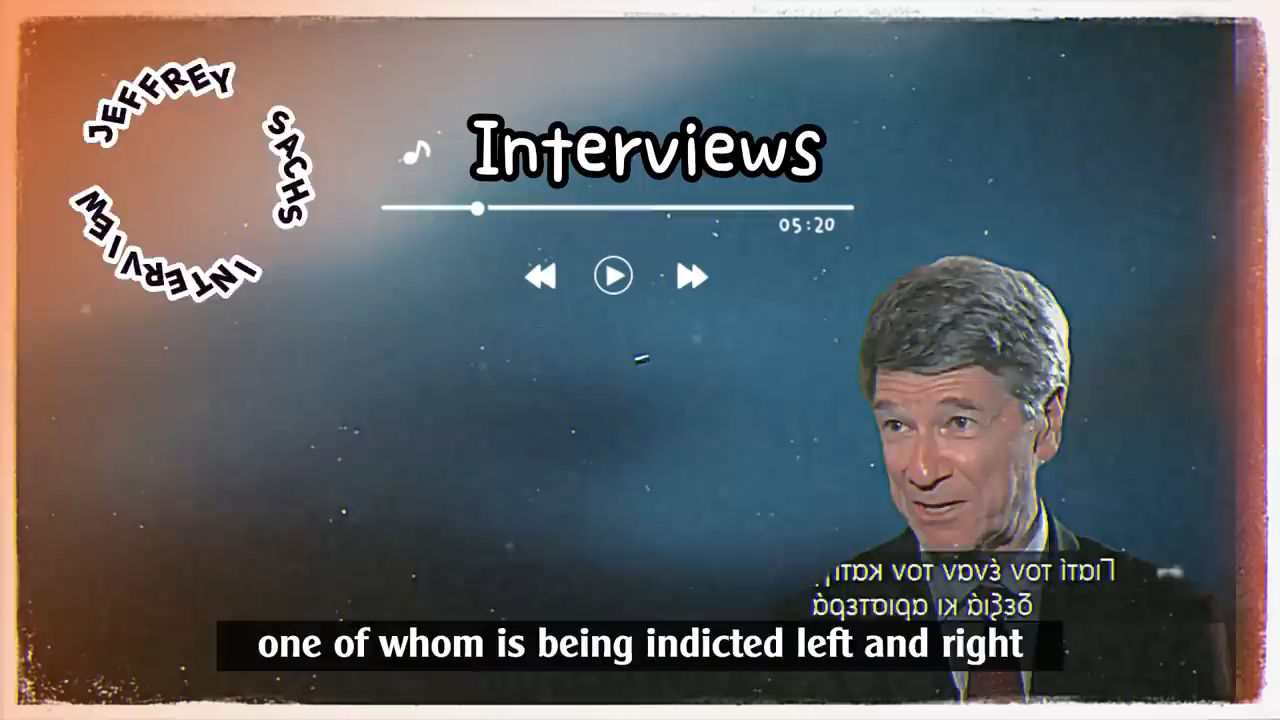 JEFFREY
SACHS
INTERVIEW
Interviews
05:20
Γιατί τον έναν τον
δεξιά κι αριστερά
one of whom is being indicted left and right